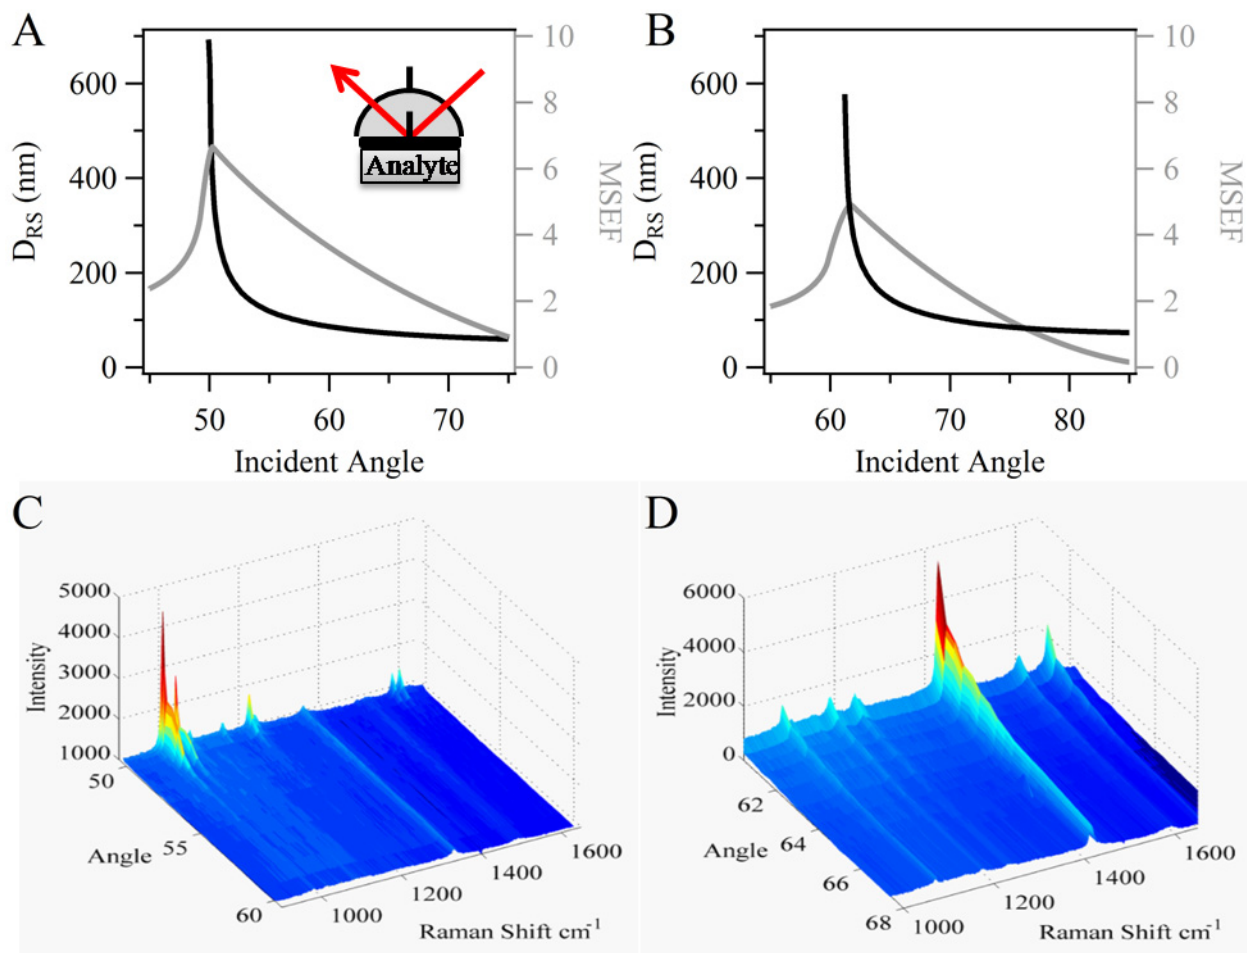 A
B
600
400
200
0
D_RS (nm)
10
8
6
4
2
0
MSEF
Analyte
50
60
70
Incident Angle
600
400
200
0
D_RS (nm)
10
8
6
4
2
0
MSEF
60
70
80
Incident Angle
C
D
5000
4000
3000
2000
1000
Intensity
50
55
60
Angle
1000
1200
1400
1600
Raman Shift cm⁻¹
6000
4000
2000
0
Intensity
62
64
66
68
Angle
1000
1200
1400
1600
Raman Shift cm⁻¹